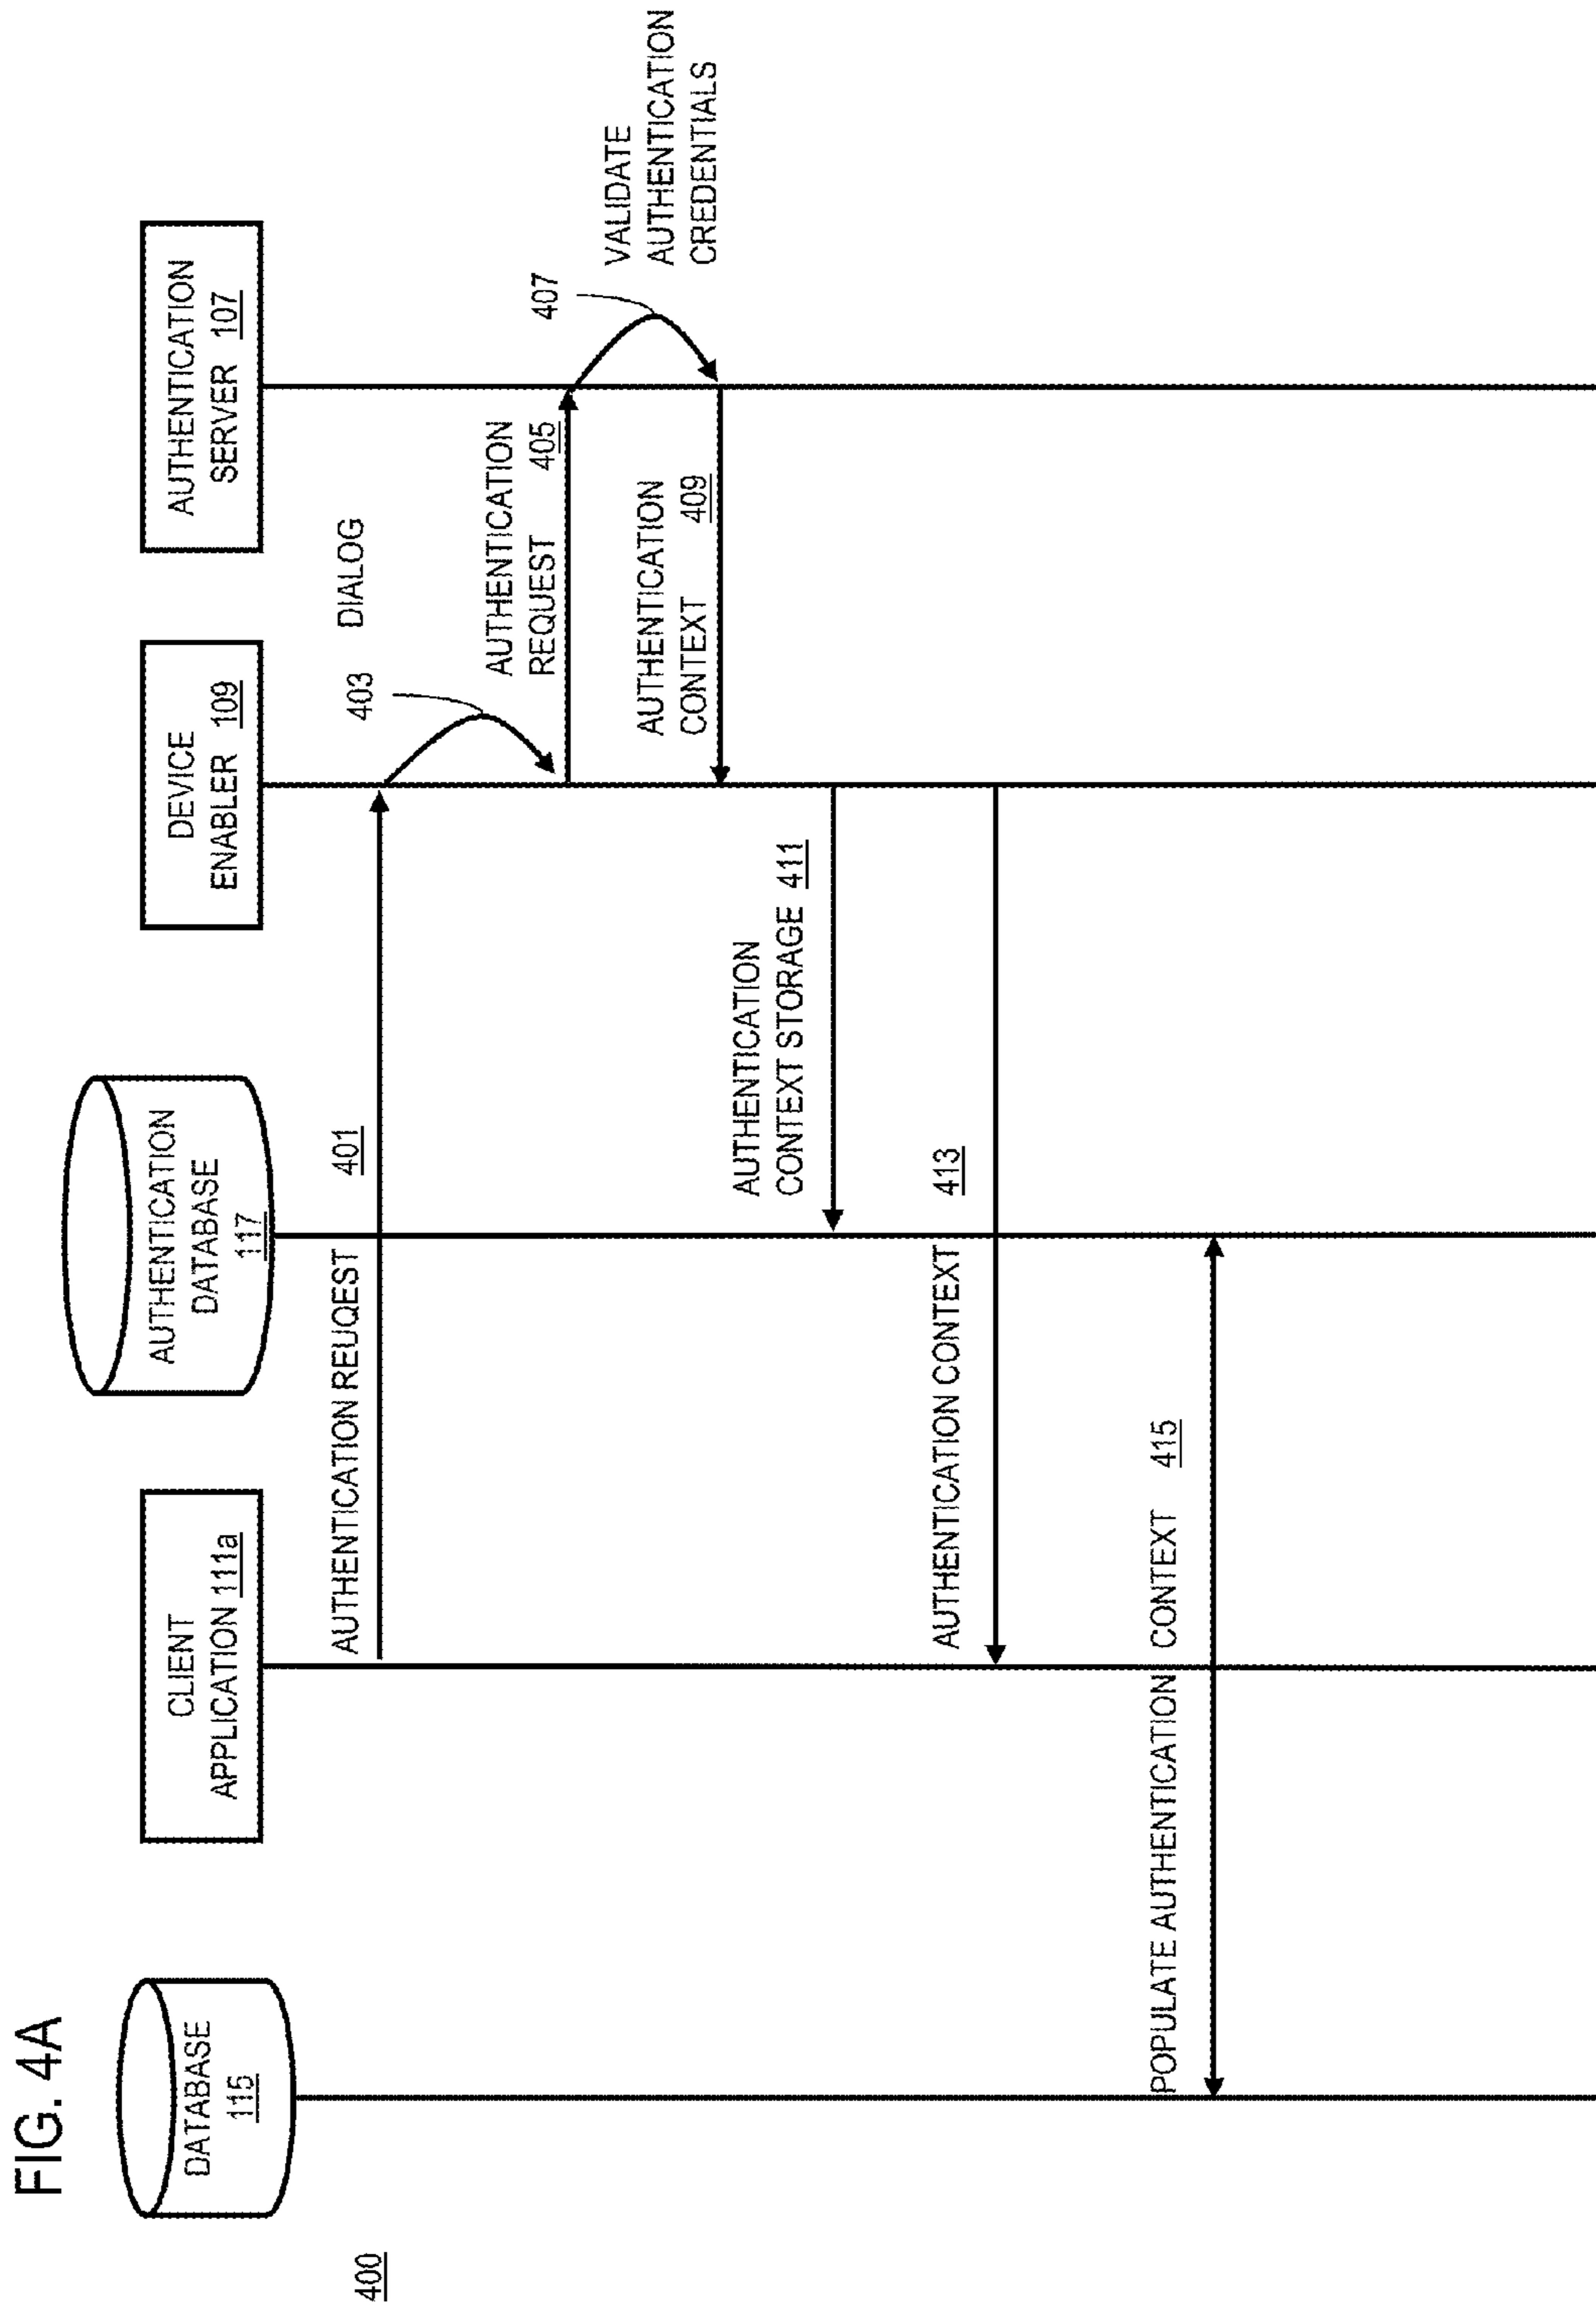 FIG. 4A
400
DATABASE
115
CLIENT
APPLICATION 111a
AUTHENTICATION
DATABASE
117
DEVICE
ENABLER 109
AUTHENTICATION
SERVER 107
AUTHENTICATION REUQEST 401
403
DIALOG
AUTHENTICATION
REQUEST 405
407
VALIDATE
AUTHENTICATION
CREDENTIALS
AUTHENTICATION
CONTEXT 409
AUTHENTICATION
CONTEXT STORAGE 411
AUTHENTICATION CONTEXT 413
POPULATE AUTHENTICATION CONTEXT 415